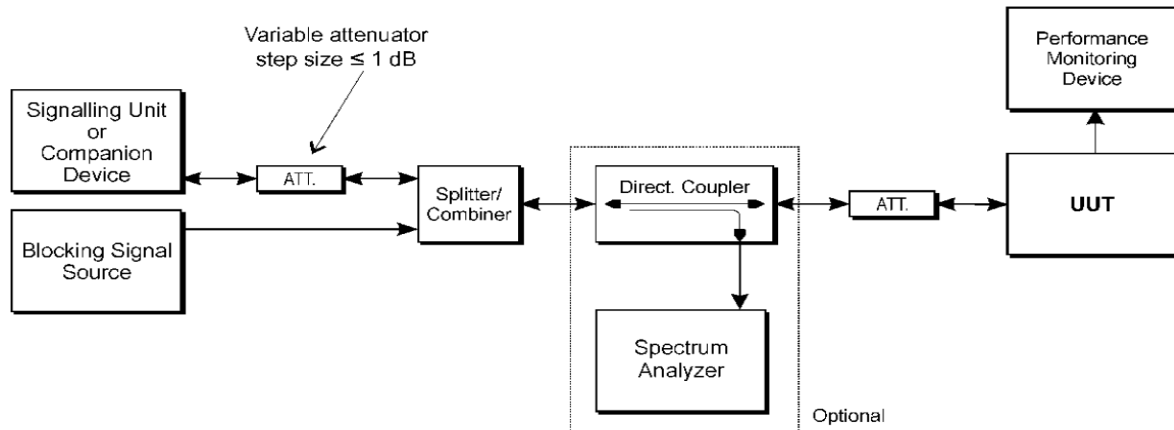 Variable attenuator
step size ≤ 1 dB
Signalling Unit
or
Companion
Device
ATT.
Splitter/
Combiner
Blocking Signal
Source
Direct. Coupler
Spectrum
Analyzer
Optional
ATT.
Performance
Monitoring
Device
UUT